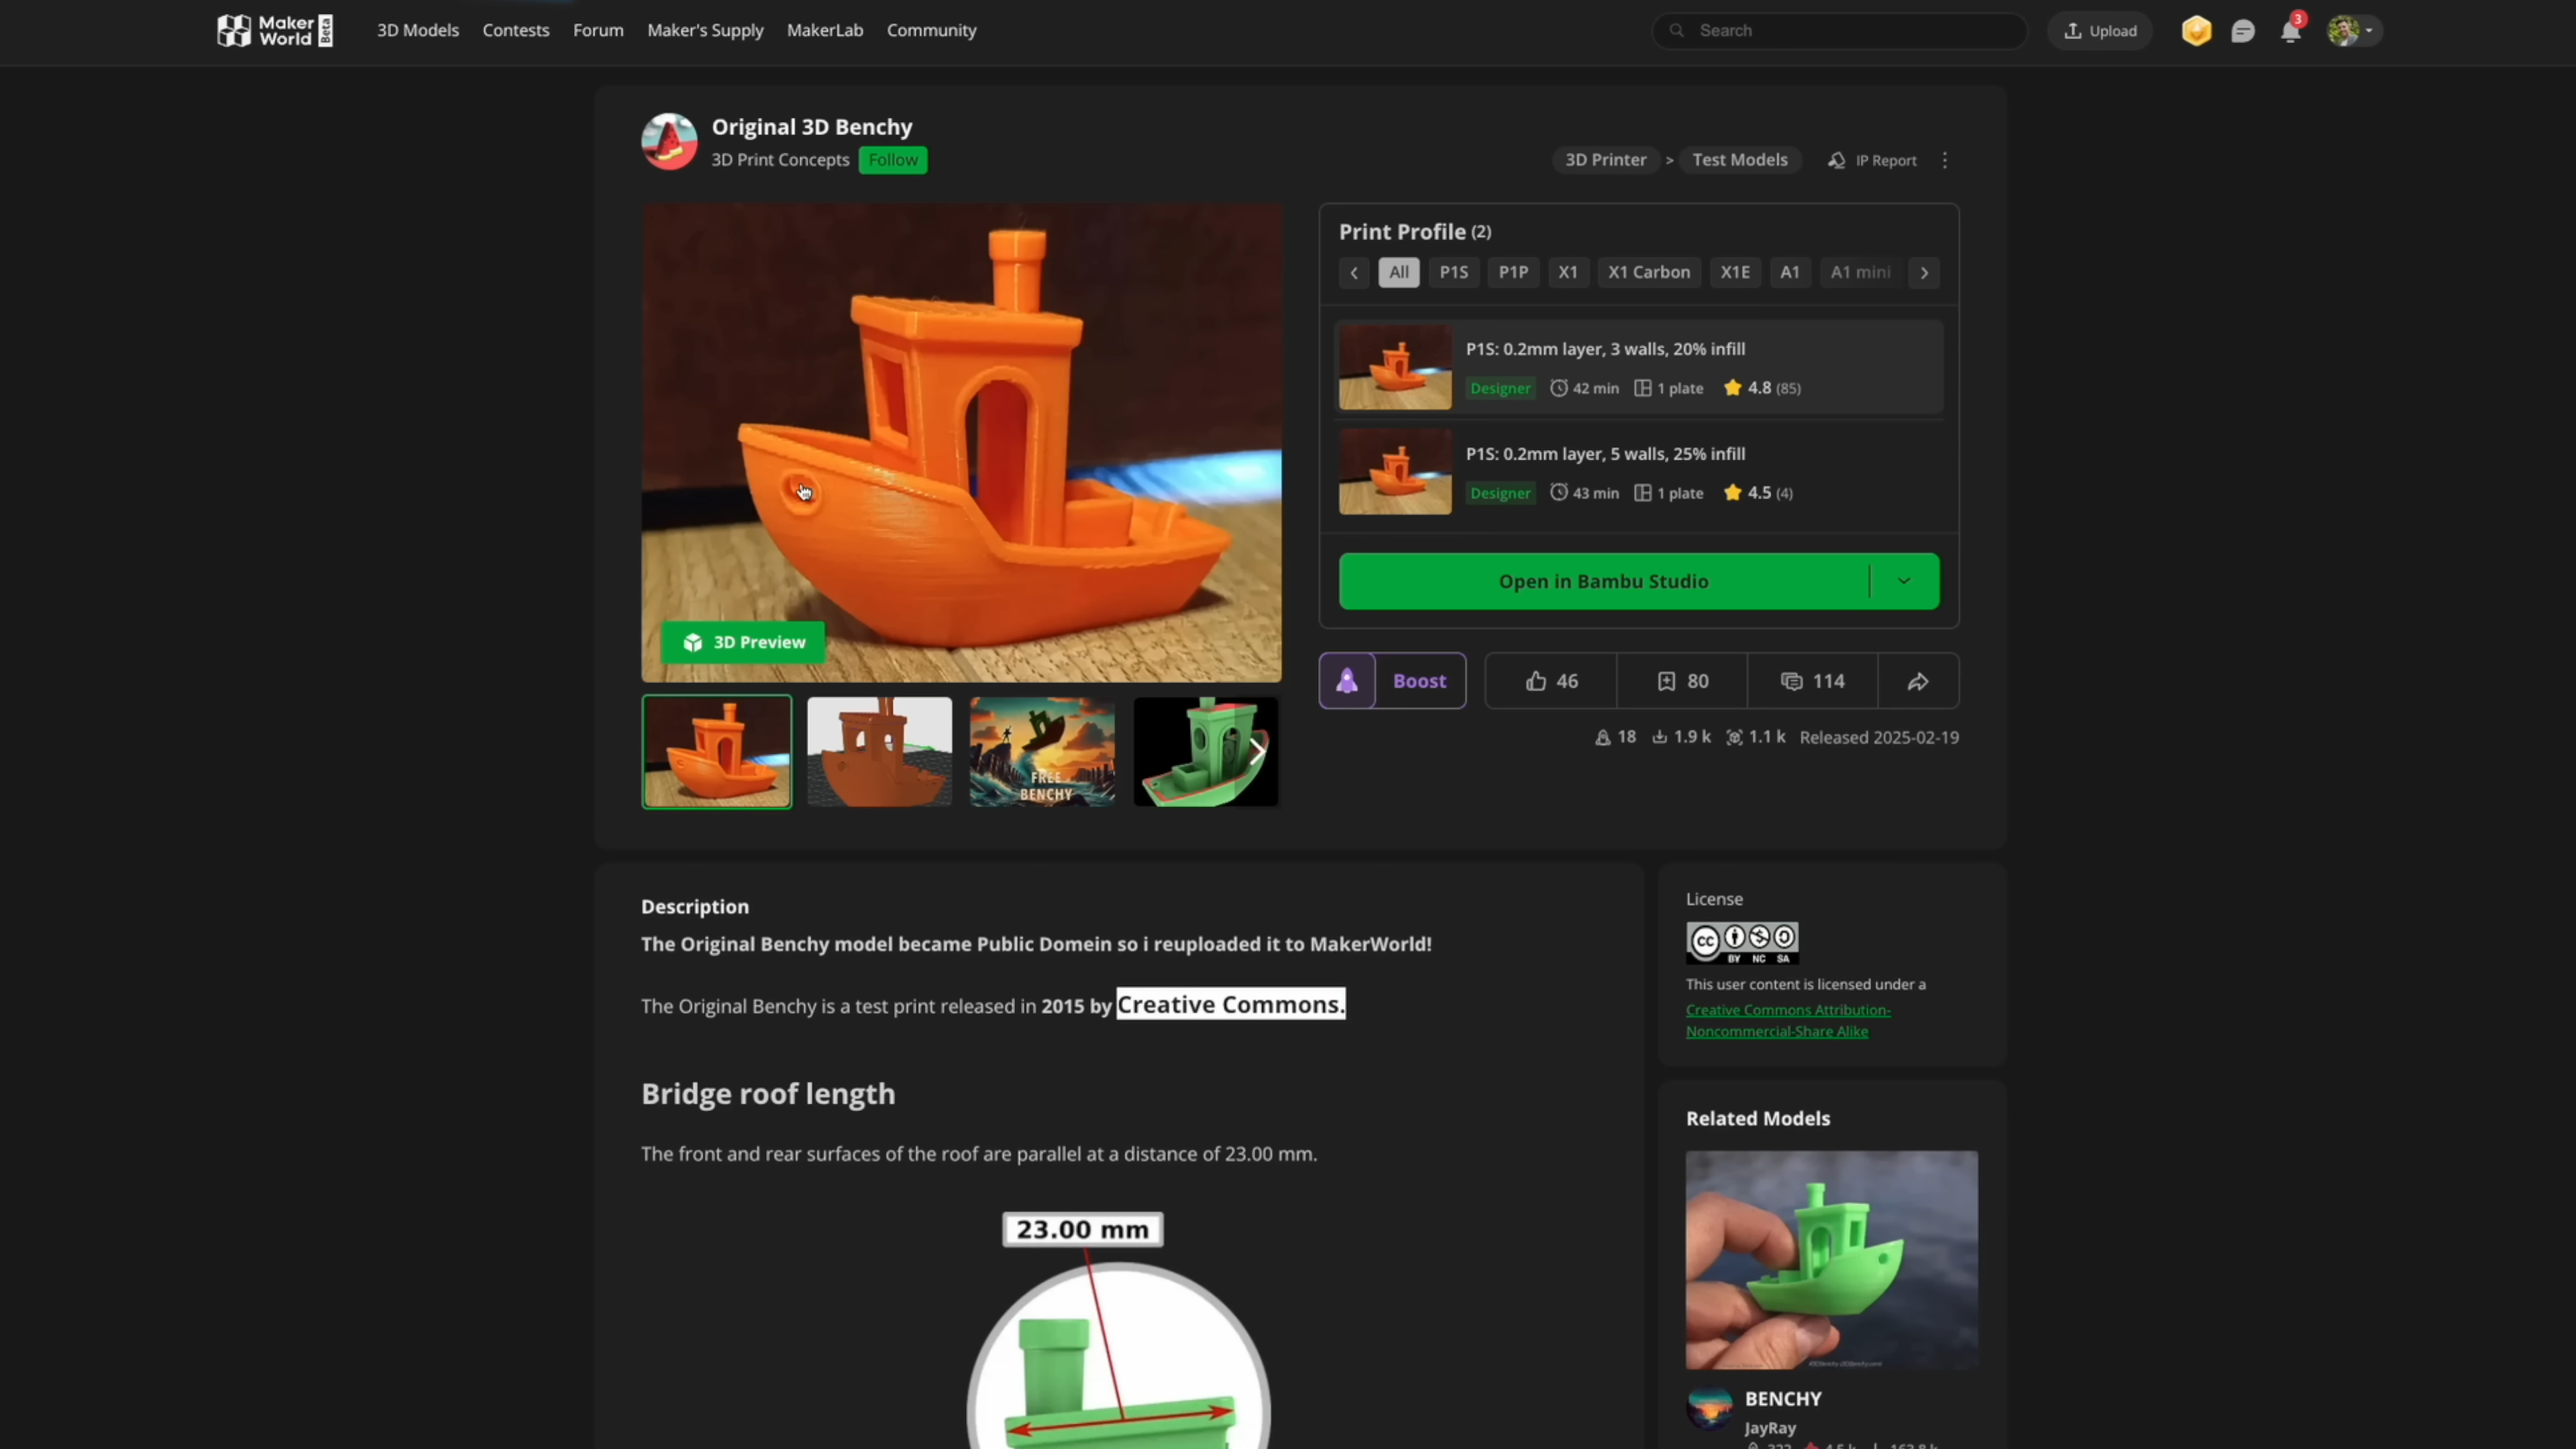 Maker World Beta
3D Models
Contests
Forum
Maker's Supply
MakerLab
Community
Search
Upload
3
Original 3D Benchy
3D Print Concepts
Follow
3D Printer > Test Models
IP Report
3D Preview
FREE
BENCHY
Print Profile (2)
All
P1S
P1P
X1
X1 Carbon
X1E
A1
A1 mini
P1S: 0.2mm layer, 3 walls, 20% infill
Designer 42 min 1 plate 4.8 (85)
P1S: 0.2mm layer, 5 walls, 25% infill
Designer 43 min 1 plate 4.5 (4)
Open in Bambu Studio
Boost
46
80
114
18 1.9 k 1.1 k Released 2025-02-19
Description
The Original Benchy model became Public Domein so i reuploaded it to MakerWorld!
The Original Benchy is a test print released in 2015 by Creative Commons.
Bridge roof length
The front and rear surfaces of the roof are parallel at a distance of 23.00 mm.
23.00 mm
License
CC BY NC SA
This user content is licensed under a
Creative Commons Attribution-
Noncommercial-Share Alike
Related Models
BENCHY
JayRay